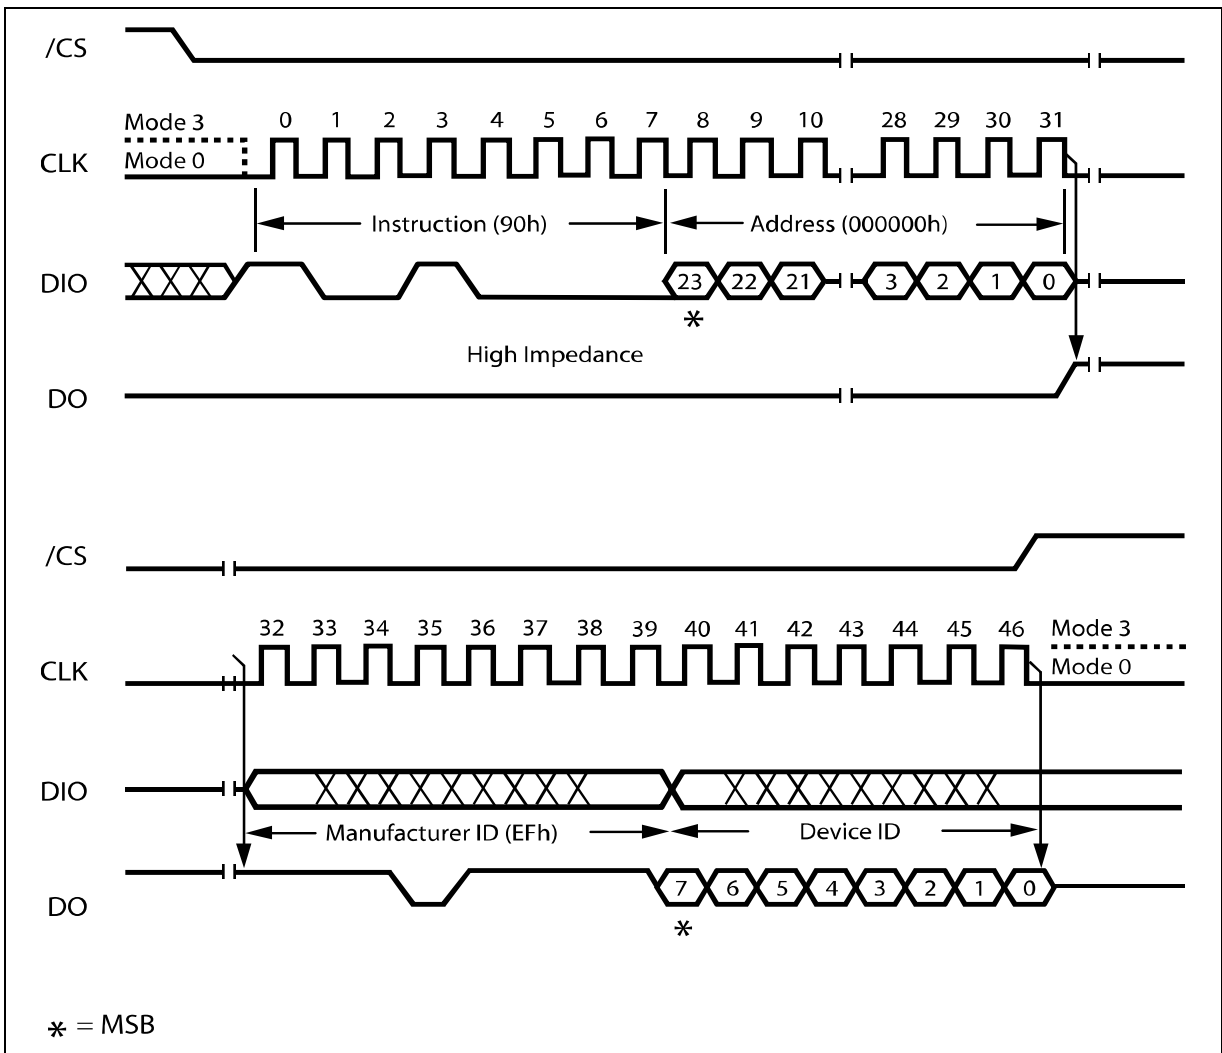 /CS
Mode 3
0 1 2 3 4 5 6 7 8 9 10 28 29 30 31
CLK
Mode 0
Instruction (90h) Address (000000h)
DIO
23 22 21 3 2 1 0
*
High Impedance
DO
/CS
32 33 34 35 36 37 38 39 40 41 42 43 44 45 46
Mode 3
CLK
Mode 0
DIO
Manufacturer ID (EFh) Device ID
DO
7 6 5 4 3 2 1 0
*
* = MSB